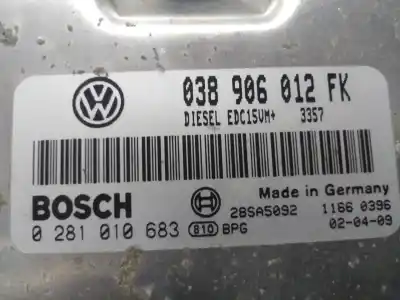 038 906 012 FK
DIESEL EDC15VM+ 3357
BOSCH
Made in Germany
28SA5092 1166 0396
0 281 010 683 810 BPG 02-04-09